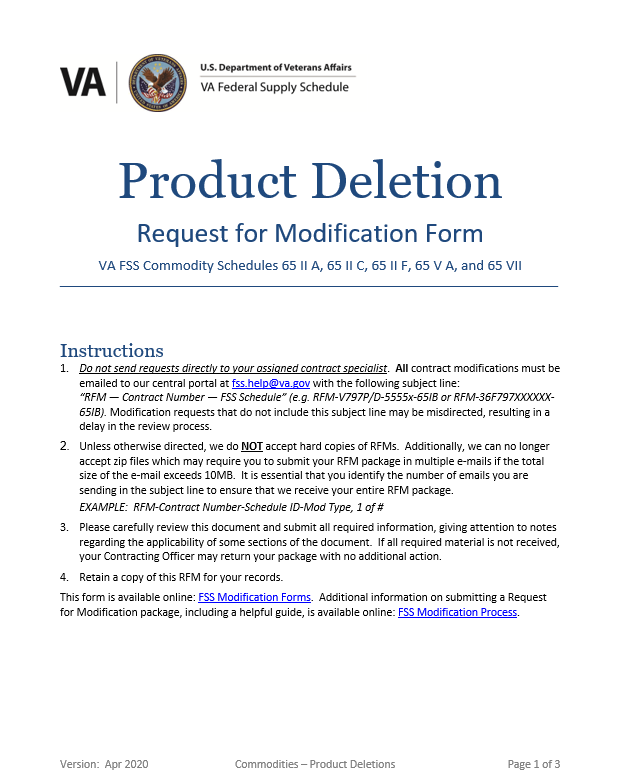 VA
U.S. Department of Veterans Affairs
VA Federal Supply Schedule
Product Deletion
Request for Modification Form
VA FSS Commodity Schedules 65 II A, 65 II C, 65 II F, 65 V A, and 65 VII
Instructions
1. Do not send requests directly to your assigned contract specialist. All contract modifications must be
emailed to our central portal at fss.help@va.gov with the following subject line:
“RFM — Contract Number — FSS Schedule” (e.g. RFM-V797P/D-5555x-65IB or RFM-36F797XXXXXX-
65IB). Modification requests that do not include this subject line may be misdirected, resulting in a
delay in the review process.
2. Unless otherwise directed, we do NOT accept hard copies of RFMs. Additionally, we can no longer
accept zip files which may require you to submit your RFM package in multiple e-mails if the total
size of the e-mail exceeds 10MB. It is essential that you identify the number of emails you are
sending in the subject line to ensure that we receive your entire RFM package.
EXAMPLE: RFM-Contract Number-Schedule ID-Mod Type, 1 of #
3. Please carefully review this document and submit all required information, giving attention to notes
regarding the applicability of some sections of the document. If all required material is not received,
your Contracting Officer may return your package with no additional action.
4. Retain a copy of this RFM for your records.
This form is available online: FSS Modification Forms. Additional information on submitting a Request
for Modification package, including a helpful guide, is available online: FSS Modification Process.
Version: Apr 2020 Commodities – Product Deletions Page 1 of 3